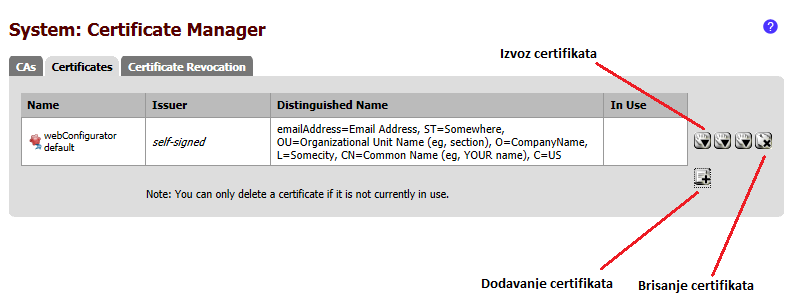 System: Certificate Manager
?
Izvoz certifikata
CAs Certificates Certificate Revocation
Name Issuer Distinguished Name In Use
webConfigurator default self-signed emailAddress=Email Address, ST=Somewhere,
OU=Organizational Unit Name (eg, section), O=CompanyName,
L=Somecity, CN=Common Name (eg, YOUR name), C=US
Note: You can only delete a certificate if it is not currently in use.
Dodavanje certifikata
Brisanje certifikata